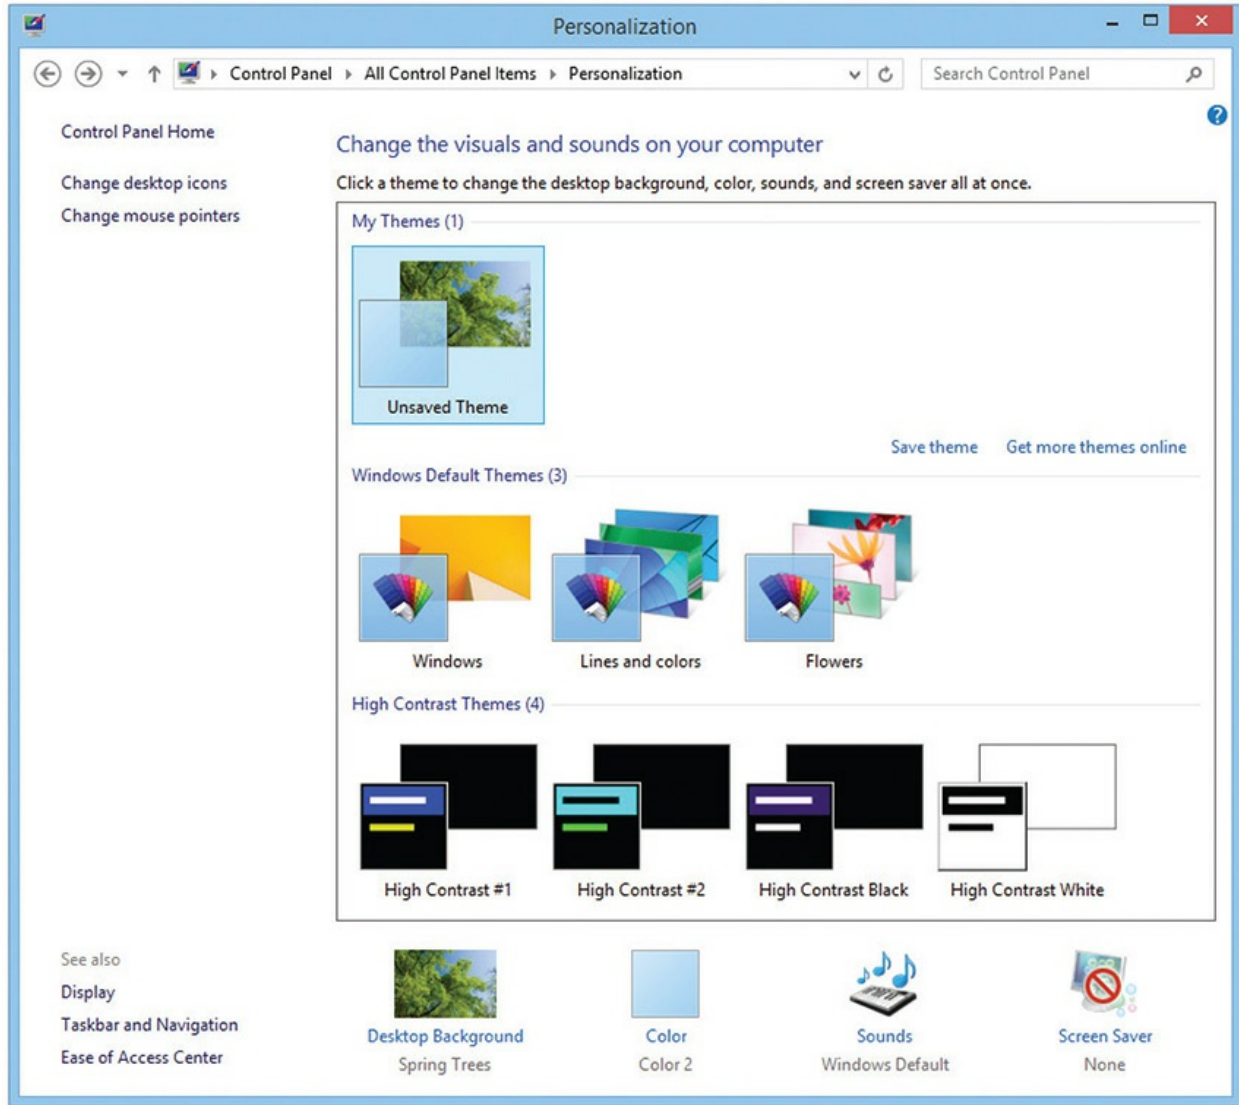 Personalization
Control Panel All Control Panel Items Personalization
Search Control Panel
Control Panel Home
Change desktop icons
Change mouse pointers
Change the visuals and sounds on your computer
Click a theme to change the desktop background, color, sounds, and screen saver all at once.
My Themes (1)
Unsaved Theme
Save theme Get more themes online
Windows Default Themes (3)
Windows Lines and colors Flowers
High Contrast Themes (4)
High Contrast #1 High Contrast #2 High Contrast Black High Contrast White
See also
Display
Taskbar and Navigation
Ease of Access Center
Desktop Background Color Sounds Screen Saver
Spring Trees Color 2 Windows Default None